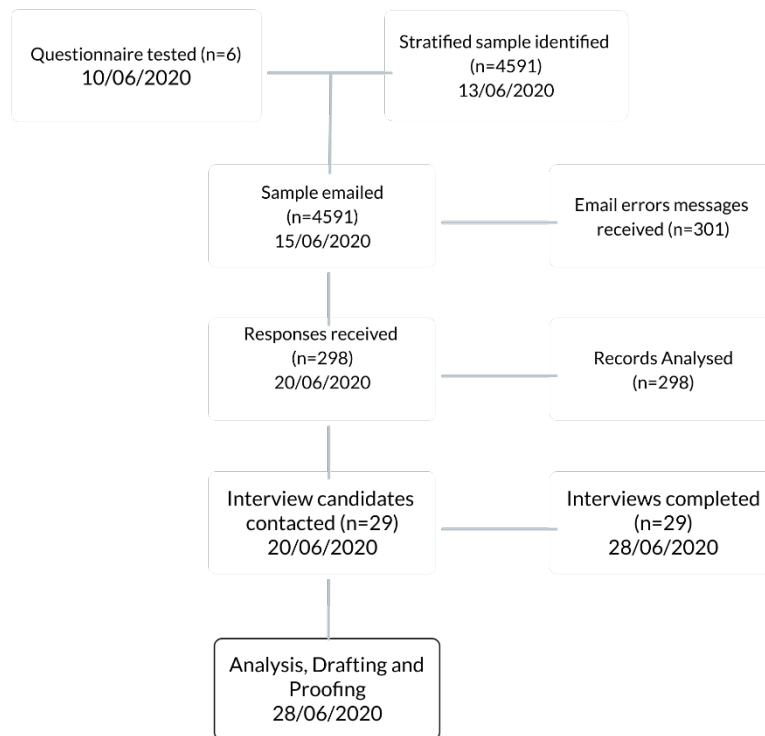 Questionnaire tested (n=6)
10/06/2020
Stratified sample identified
(n=4591)
13/06/2020
Sample emailed
(n=4591)
15/06/2020
Email errors messages
received (n=301)
Responses received
(n=298)
20/06/2020
Records Analysed
(n=298)
Interview candidates
contacted (n=29)
20/06/2020
Interviews completed
(n=29)
28/06/2020
Analysis, Drafting and
Proofing
28/06/2020